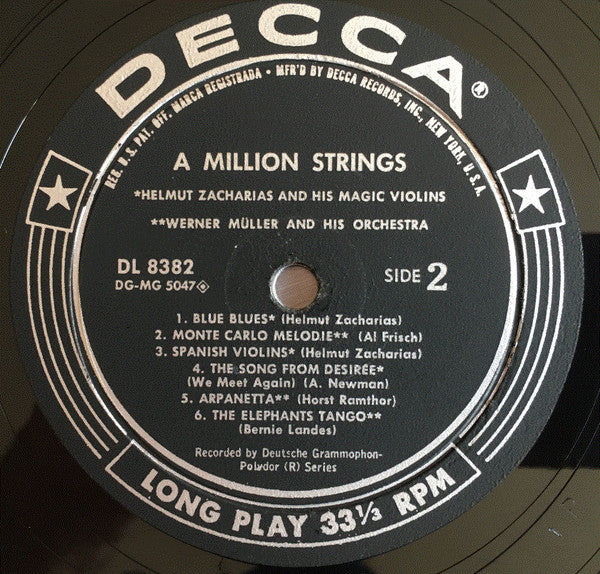 DECCA®
REG. U.S. PAT. OFF. MARCA REGISTRADA • MFR'D BY DECCA RECORDS, INC., NEW YORK, U.S.A.
A MILLION STRINGS
*HELMUT ZACHARIAS AND HIS MAGIC VIOLINS
**WERNER MÜLLER AND HIS ORCHESTRA
DL 8382
DG-MG 5047
SIDE 2
1. BLUE BLUES* (Helmut Zacharias)
2. MONTE CARLO MELODIE** (Al Frisch)
3. SPANISH VIOLINS* (Helmut Zacharias)
4. THE SONG FROM DESIRÉE*
(We Meet Again) (A. Newman)
5. ARPANETTA** (Horst Ramthor)
6. THE ELEPHANTS TANGO**
(Bernie Landes)
Recorded by Deutsche Grammophon-
Polydor (R) Series
LONG PLAY 33⅓ RPM